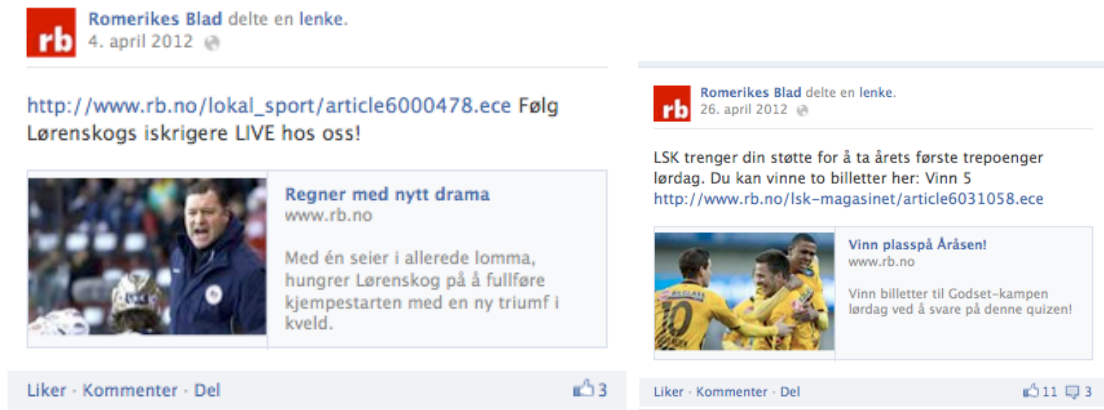 rb
Romerikes Blad delte en lenke.
4. april 2012
http://www.rb.no/lokal_sport/article6000478.ece Følg
Lørenskogs iskrigere LIVE hos oss!
Regner med nytt drama
www.rb.no
Med én seier i allerede lomma,
hungrer Lørenskog på å fullføre
kjempestarten med en ny triumf i
kveld.
Liker · Kommenter · Del
3
rb
Romerikes Blad delte en lenke.
26. april 2012
LSK trenger din støtte for å ta årets første trepoenger
lørdag. Du kan vinne to billetter her: Vinn 5
http://www.rb.no/lsk-magasinet/article6031058.ece
10
Vinn plasspå Åråsen!
www.rb.no
Vinn billetter til Godset-kampen
lørdag ved å svare på denne quizen!
Liker · Kommenter · Del
11 3